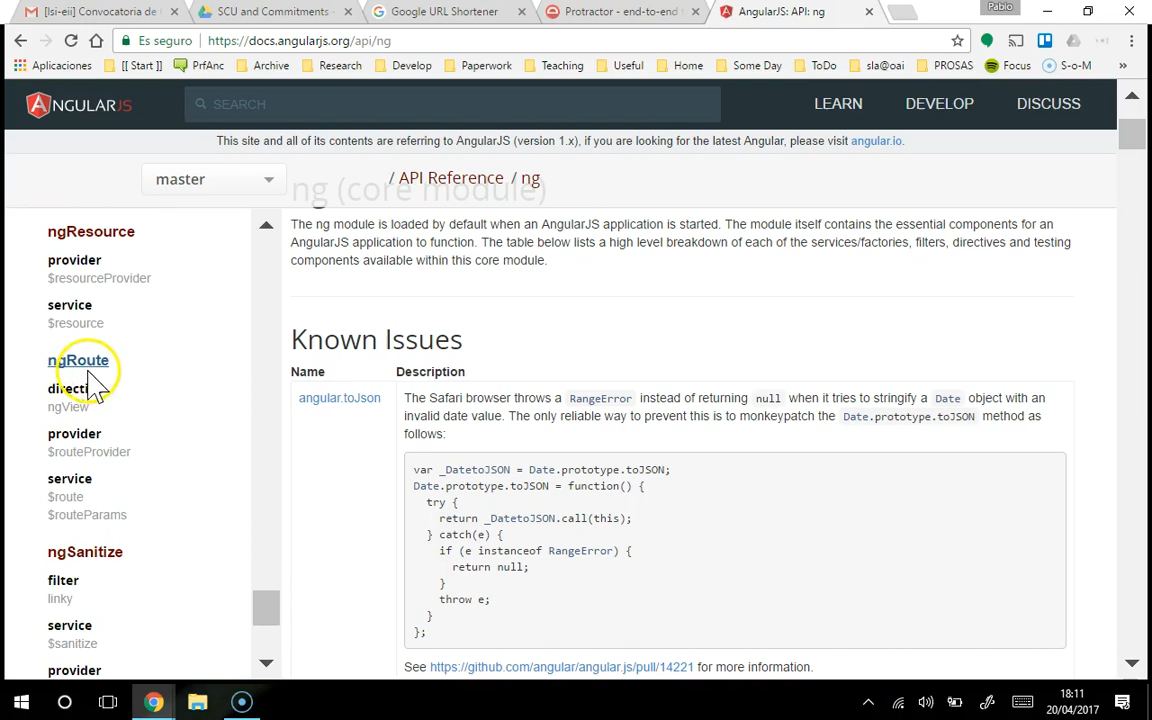 [lsi-eii] Convocatoria de
SCU and Commitments -
Google URL Shortener
Protractor - end-to-end
AngularJS: API: ng
Pablo
Es seguro
https://docs.angularjs.org/api/ng
Aplicaciones
[[ Start ]]
PrfAnc
Archive
Research
Develop
Paperwork
Teaching
Useful
Home
Some Day
ToDo
sla@oai
PROSAS
Focus
S-o-M
»
ANGULARJS
SEARCH
LEARN
DEVELOP
DISCUSS
This site and all of its contents are referring to AngularJS (version 1.x), if you are looking for the latest Angular, please visit angular.io.
master
/ API Reference / ng
ng (core module)
ngResource
provider
$resourceProvider
service
$resource
ngRoute
directi
ngView
provider
$routeProvider
service
$route
$routeParams
ngSanitize
filter
linky
service
$sanitize
provider
The ng module is loaded by default when an AngularJS application is started. The module itself contains the essential components for an
AngularJS application to function. The table below lists a high level breakdown of each of the services/factories, filters, directives and testing
components available within this core module.
Known Issues
Name Description
angular.toJson
The Safari browser throws a RangeError instead of returning null when it tries to stringify a Date object with an
invalid date value. The only reliable way to prevent this is to monkeypatch the Date.prototype.toJSON method as
follows:
var _DatetoJSON = Date.prototype.toJSON;
Date.prototype.toJSON = function() {
try {
return _DatetoJSON.call(this);
} catch(e) {
if (e instanceof RangeError) {
return null;
}
throw e;
}
};
See https://github.com/angular/angular.js/pull/14221 for more information.
18:11
20/04/2017